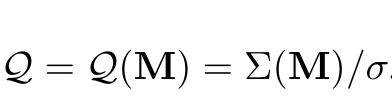 𝒬 = 𝒬(𝐌) = Σ(𝐌)/σ.